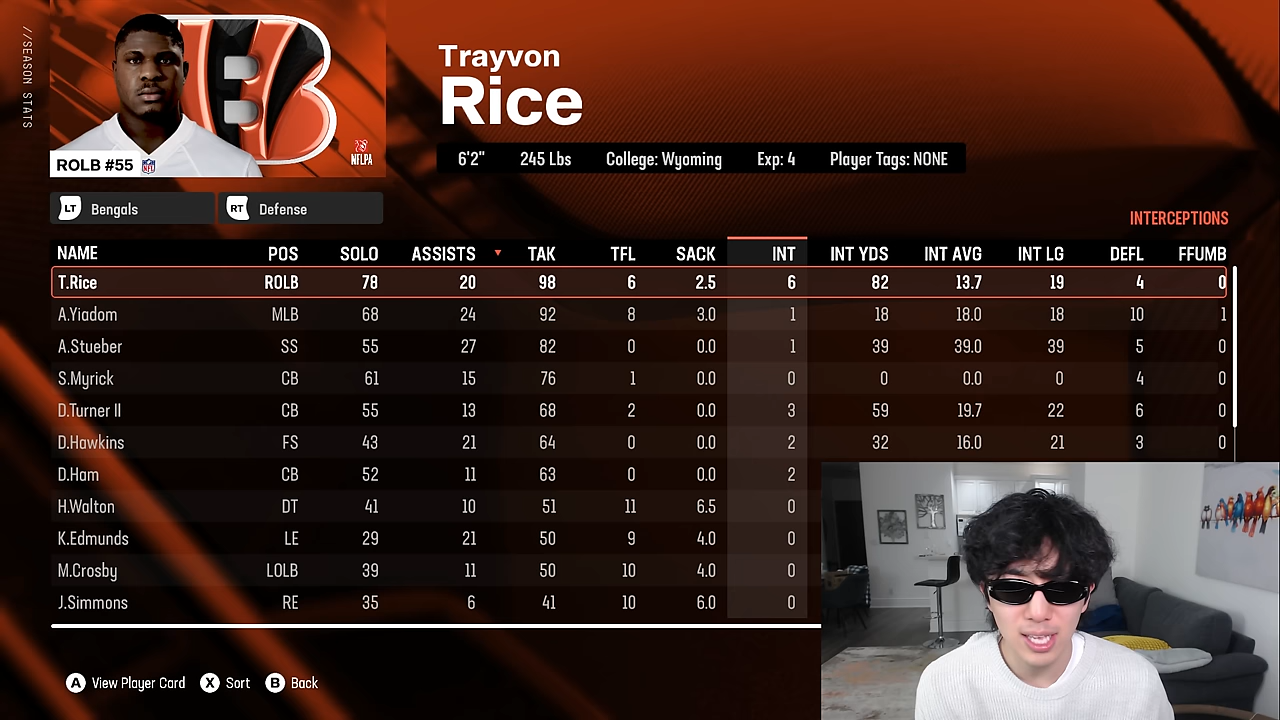 //SEASON STATS
Trayvon
Rice
6'2" 245 Lbs College: Wyoming Exp: 4 Player Tags: NONE
ROLB #55 NFL
NFLPA
LT Bengals RT Defense
INTERCEPTIONS
NAME POS SOLO ASSISTS TAK TFL SACK INT INT YDS INT AVG INT LG DEFL FFUMB
T.Rice ROLB 78 20 98 6 2.5 6 82 13.7 19 4 0
A.Yiadom MLB 68 24 92 8 3.0 1 18 18.0 18 10 1
A.Stueber SS 55 27 82 0 0.0 1 39 39.0 39 5 0
S.Myrick CB 61 15 76 1 0.0 0 0 0.0 0 4 0
D.Turner II CB 55 13 68 2 0.0 3 59 19.7 22 6 0
D.Hawkins FS 43 21 64 0 0.0 2 32 16.0 21 3 0
D.Ham CB 52 11 63 0 0.0 2
H.Walton DT 41 10 51 11 6.5 0
K.Edmunds LE 29 21 50 9 4.0 0
M.Crosby LOLB 39 11 50 10 4.0 0
J.Simmons RE 35 6 41 10 6.0 0
A View Player Card X Sort B Back